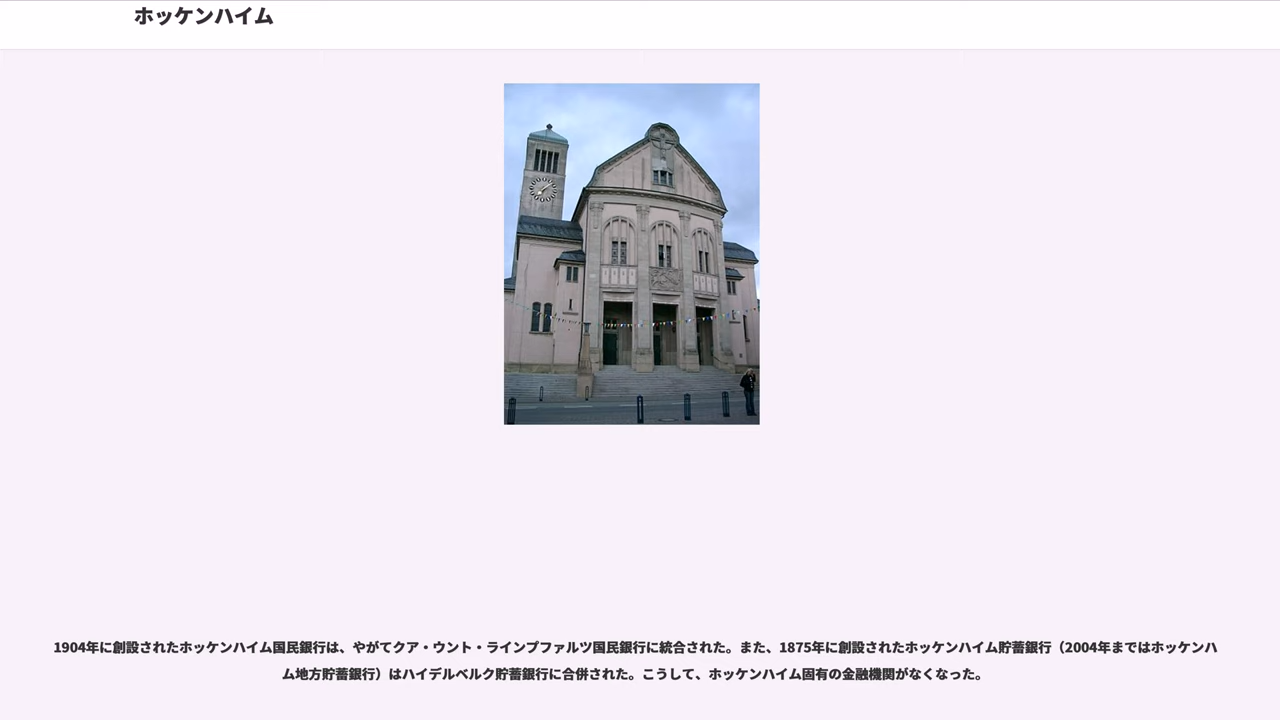 ホッケンハイム
1904年に創設されたホッケンハイム国民銀行は、やがてクア・ウント・ラインプファルツ国民銀行に統合された。また、1875年に創設されたホッケンハイム貯蓄銀行（2004年まではホッケンハ
イム地方貯蓄銀行）はハイデルベルク貯蓄銀行に合併された。こうして、ホッケンハイム固有の金融機関がなくなった。